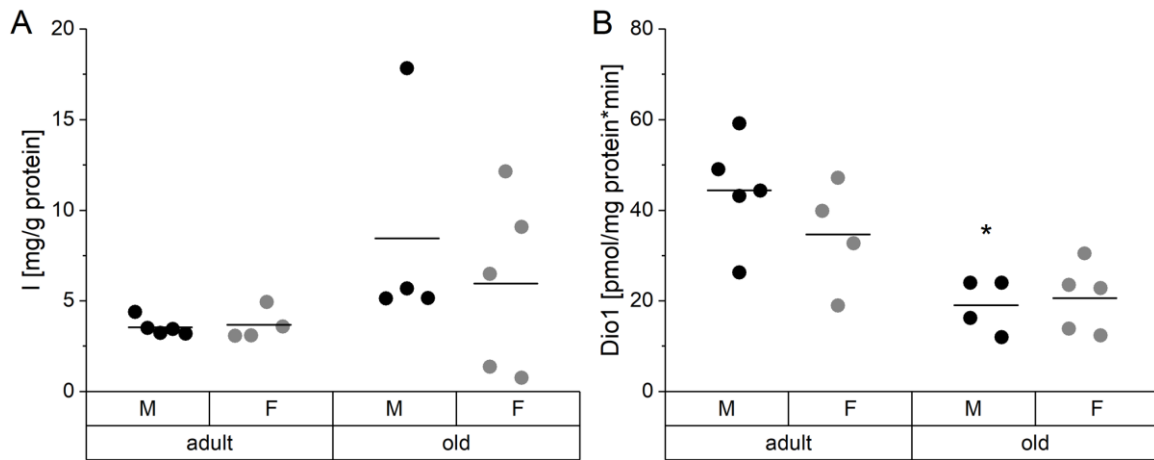 A
I [mg/g protein]
20
15
10
5
0
M F M F
adult old
B
Dio1 [pmol/mg protein*min]
80
60
40
20
0
*
M F M F
adult old